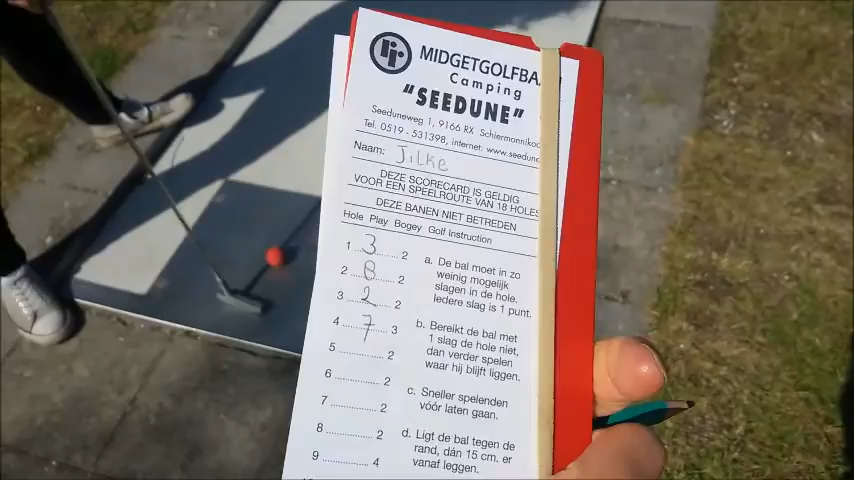 MIDGETGOLFBA
Camping
"SEEDUNE"
Seeduneweg 1, 9166 RX Schiermonnikoo
Tel. 0519 - 531398, internet: www.seedune
Naam: Jilke
DEZE SCORECARD IS GELDIG
VOOR EEN SPEELROUTE VAN 18 HOLES
DEZE BANEN NIET BETREDEN
Hole Play Bogey Golf Instruction
1 3 2
2 8 2
3 2 2
4 7 3
5 ............ 2
6 ............ 2
7 ............ 2
8 ............ 2
9 ............ 4
a. De bal moet in zo
weinig mogelijk
slagen in de hole.
Iedere slag is 1 punt.
b. Bereikt de bal met
1 slag de hole niet,
dan verder spelen
waar hij blijft liggen.
c. Sneller spelenden
vóór laten gaan.
d. Ligt de bal tegen de
rand, dán 15 cm. er
vanaf leggen.